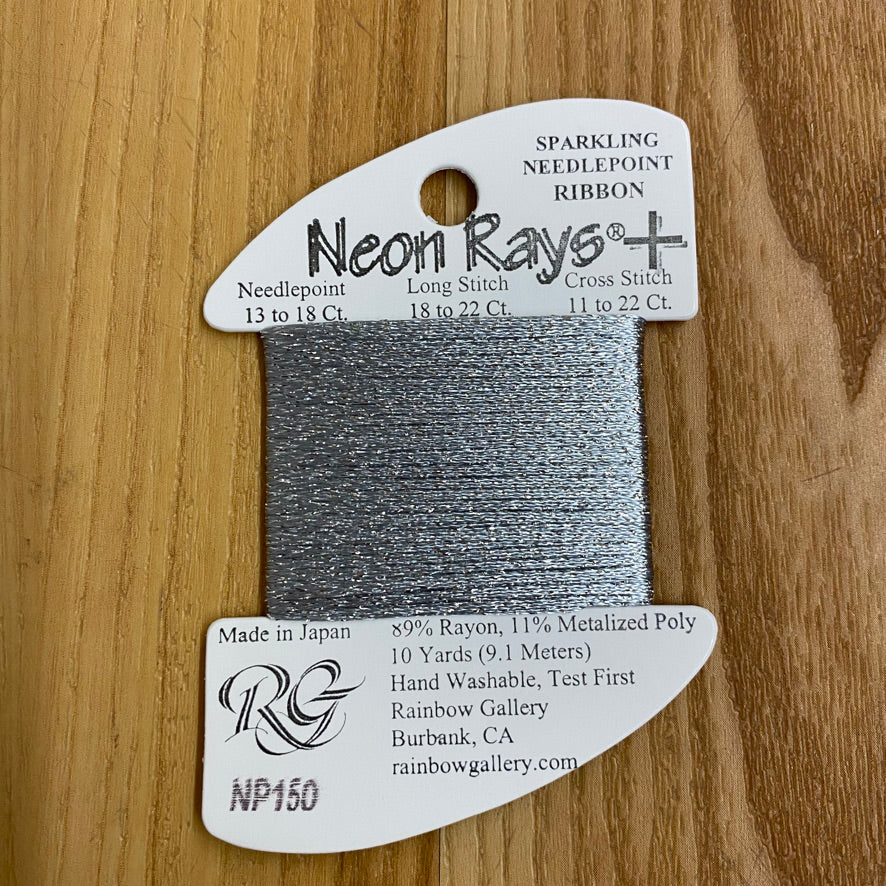 SPARKLING
NEEDLEPOINT
RIBBON
Neon Rays®+
Needlepoint Long Stitch Cross Stitch
13 to 18 Ct. 18 to 22 Ct. 11 to 22 Ct.
Made in Japan
89% Rayon, 11% Metalized Poly
10 Yards (9.1 Meters)
Hand Washable, Test First
Rainbow Gallery
Burbank, CA
rainbowgallery.com
RG
NP150